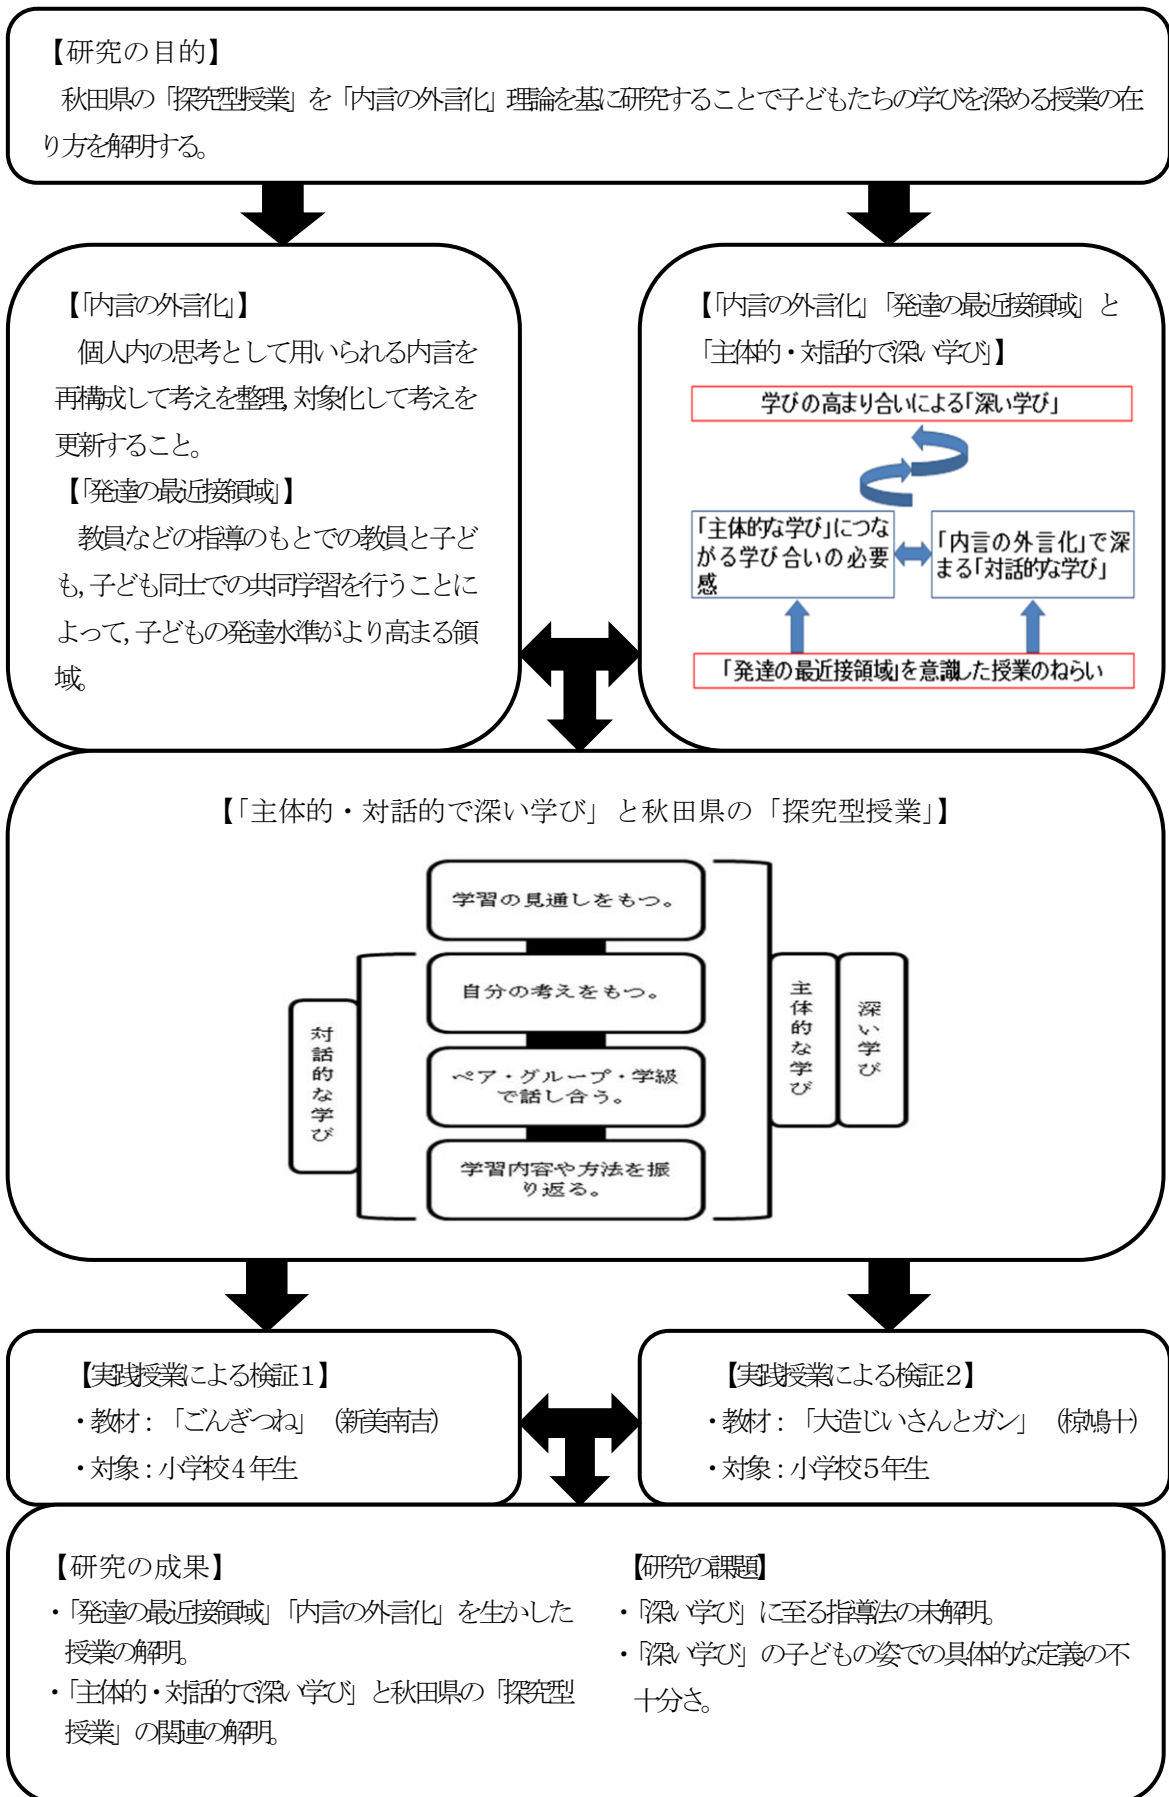 【研究の目的】
秋田県の「探究型授業」を「内言の外言化」理論を基に研究することで子どもたちの学びを深める授業の在
り方を解明する。
【「内言の外言化」】
個人内の思考として用いられる内言を
再構成して考えを整理,対象化して考えを
更新すること。
【「発達の最近接領域」】
教員などの指導のもとでの教員と子ど
も,子ども同士での共同学習を行うことに
よって,子どもの発達水準がより高まる領
域。
【「内言の外言化」「発達の最近接領域」と
「主体的・対話的で深い学び」】
学びの高まり合いによる「深い学び」
「主体的な学び」につな
がる学び合いの必要
感
「内言の外言化」で深
まる「対話的な学び」
「発達の最近接領域」を意識した授業のねらい
【「主体的・対話的で深い学び」と秋田県の「探究型授業」】
学習の見通しをもつ。
自分の考えをもつ。
ペア・グループ・学級
で話し合う。
学習内容や方法を振
り返る。
対話的な学び
主体的な学び
深い学び
【実践授業による検証1】
・教材：「ごんぎつね」（新美南吉）
・対象：小学校4年生
【実践授業による検証2】
・教材：「大造じいさんとガン」（椋鳩十）
・対象：小学校5年生
【研究の成果】
・「発達の最近接領域」「内言の外言化」を生かした
授業の解明。
・「主体的・対話的で深い学び」と秋田県の「探究型
授業」の関連の解明。
【研究の課題】
・「深い学び」に至る指導法の未解明。
・「深い学び」の子どもの姿での具体的な定義の不
十分さ。